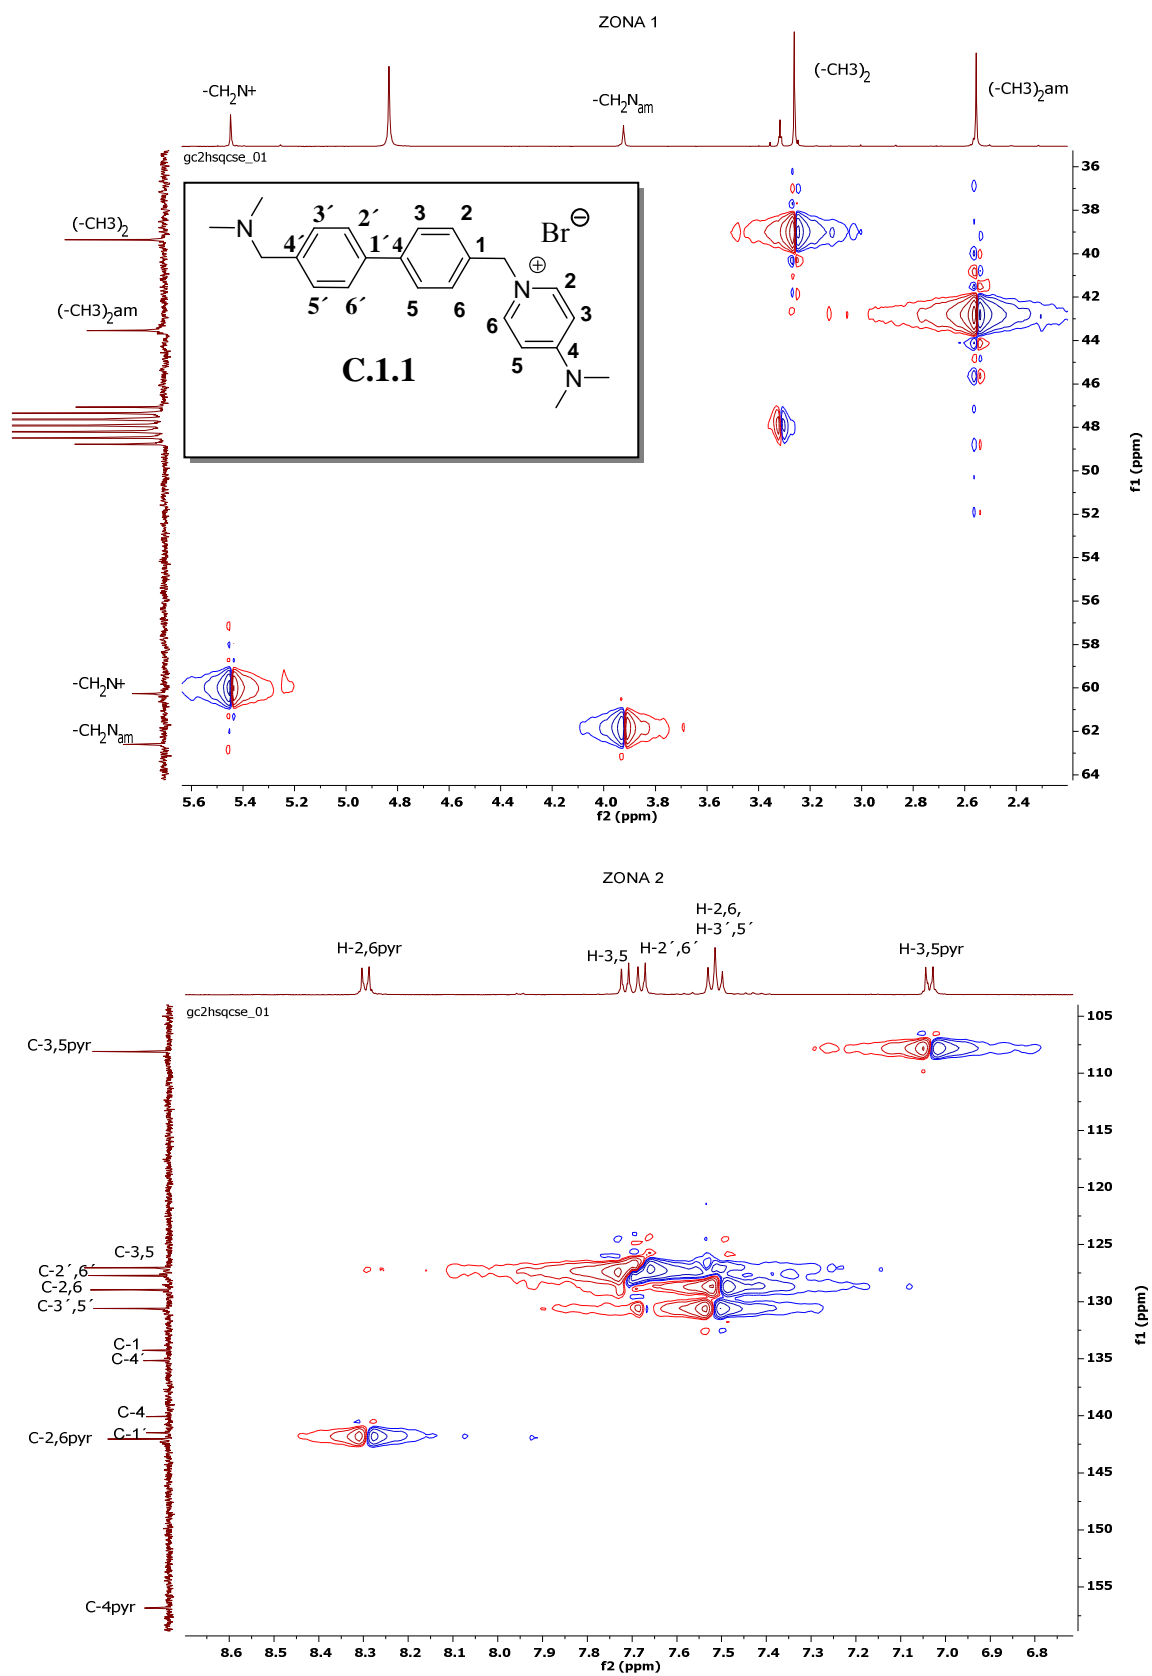 ZONA 1
(-CH3)2
(-CH3)2am
-CH2N+
-CH2Nam
gc2hsqcse_01
(-CH3)2
(-CH3)2am
-CH2N+
-CH2Nam
N
3´ 2´ 3 2
4´ 1´ 4 1
5´ 6´ 5 6
Br⊖
+
N 2
6 3
5 4
N
C.1.1
36
38
40
42
44
46
48
50
52
54
56
58
60
62
64
f1 (ppm)
5.6 5.4 5.2 5.0 4.8 4.6 4.4 4.2 4.0 3.8 3.6 3.4 3.2 3.0 2.8 2.6 2.4
f2 (ppm)
ZONA 2
H-2,6pyr
H-3,5
H-2´,6´
H-2,6,
H-3´,5´
H-3,5pyr
gc2hsqcse_01
C-3,5pyr
C-3,5
C-2´,6´
C-2,6
C-3´,5´
C-1
C-4´
C-4
C-1´
C-2,6pyr
C-4pyr
105
110
115
120
125
130
135
140
145
150
155
f1 (ppm)
8.6 8.5 8.4 8.3 8.2 8.1 8.0 7.9 7.8 7.7 7.6 7.5 7.4 7.3 7.2 7.1 7.0 6.9 6.8
f2 (ppm)